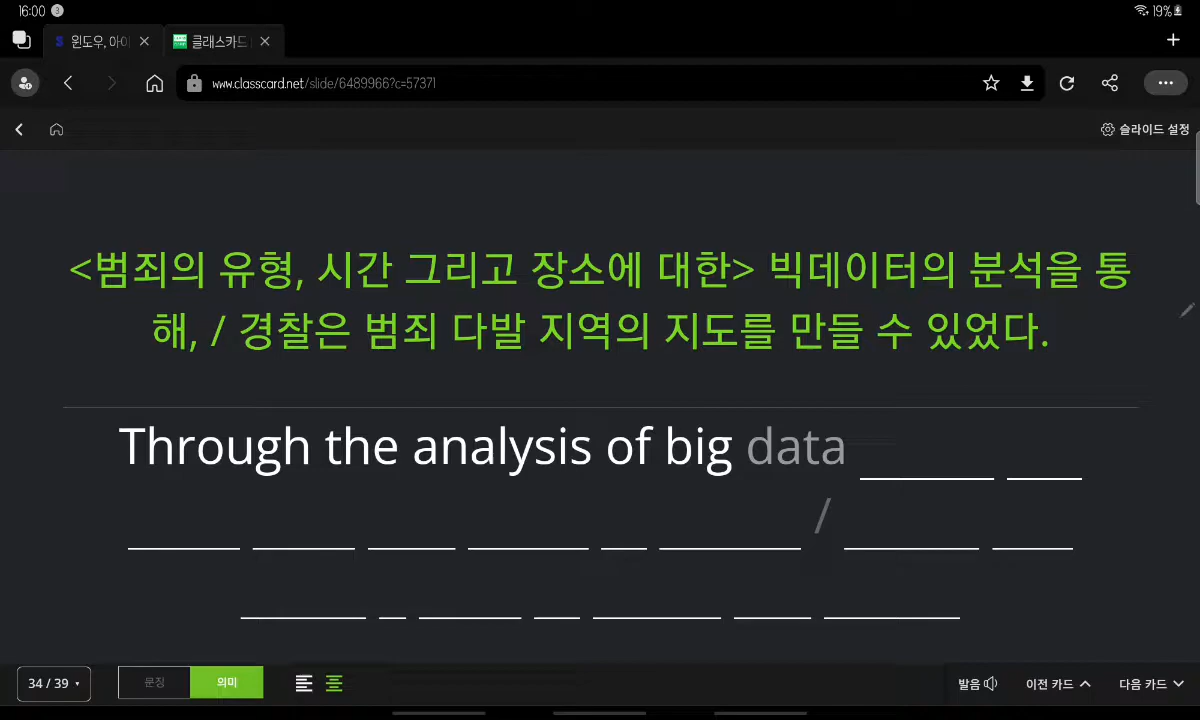 16:00 3 19%
윈도우, 아이 클래스카드
www.classcard.net/slide/6489966?c=57371
슬라이드 설정
<범죄의 유형, 시간 그리고 장소에 대한> 빅데이터의 분석을 통
해, / 경찰은 범죄 다발 지역의 지도를 만들 수 있었다.
Through the analysis of big data
/
34 / 39 문장 의미 발음 이전 카드 다음 카드